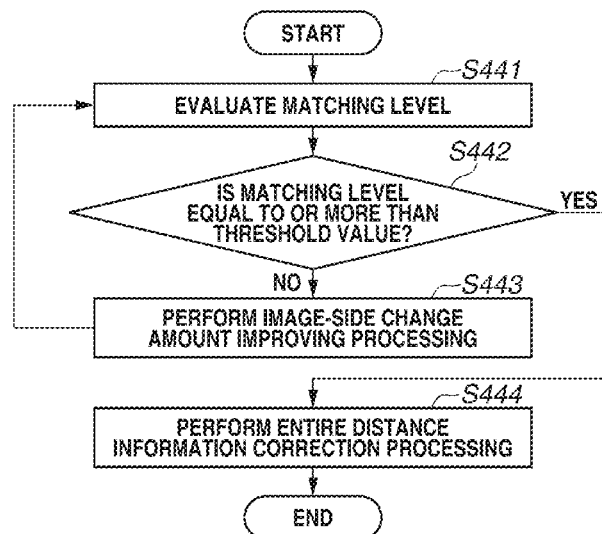 START
S441
EVALUATE MATCHING LEVEL
S442
IS MATCHING LEVEL
EQUAL TO OR MORE THAN
THRESHOLD VALUE?
YES
NO
S443
PERFORM IMAGE-SIDE CHANGE
AMOUNT IMPROVING PROCESSING
S444
PERFORM ENTIRE DISTANCE
INFORMATION CORRECTION PROCESSING
END